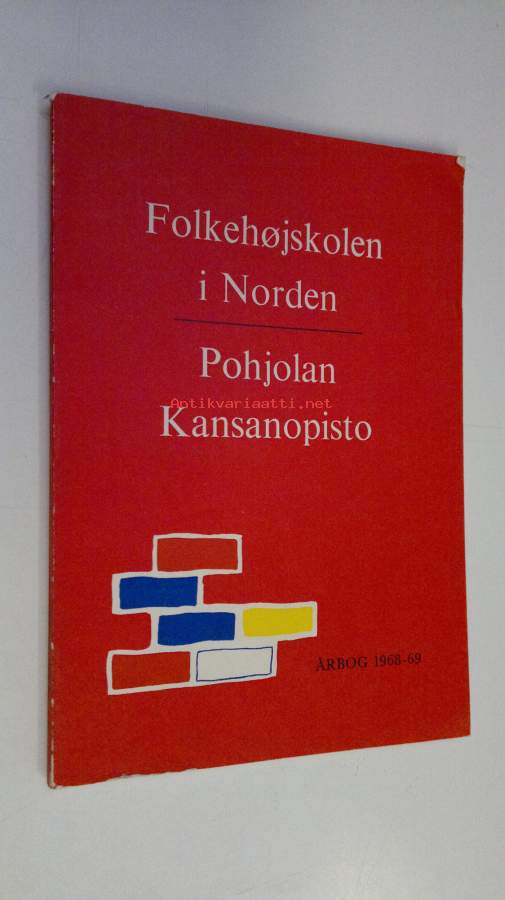 Folkehøjskolen
i Norden
Pohjolan
Antikvariaatti.net
Kansanopisto
ÅRBOG 1968-69